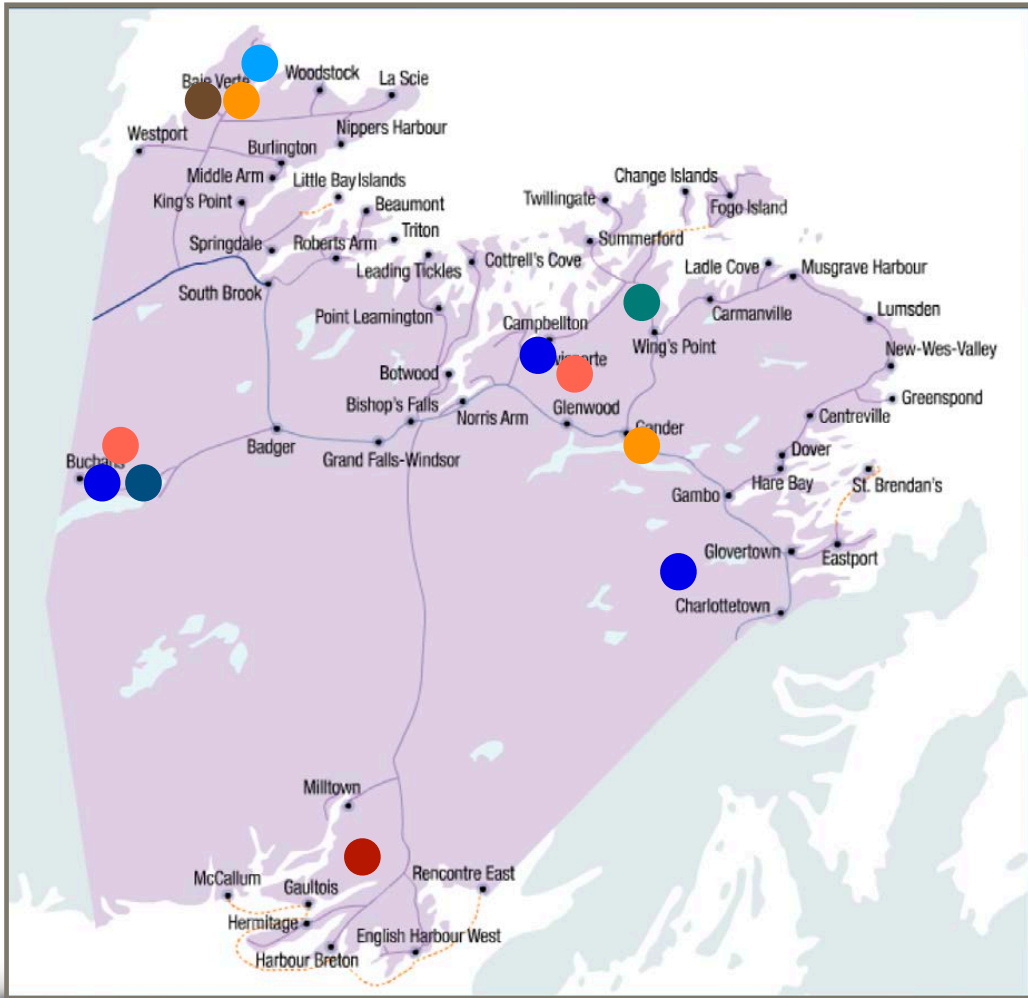 Woodstock
La Scie
Westport
Nippers Harbour
Burlington
Middle Arm
Little Bay Islands
King's Point
Beaumont
Change Islands
Twillingate
Fogo Island
Triton
Springdale
Roberts Arm
Summerford
Leading Tickles
Cottrell's Cove
Ladle Cove
Musgrave Harbour
South Brook
Point Leamington
Campbellton
Carmanville
Lumsden
Wing's Point
New-Wes-Valley
Botwood
Greenspond
Bishop's Falls
Norris Arm
Glenwood
Centreville
Badger
Grand Falls-Windsor
Dover
Hare Bay
St. Brendan's
Gambo
Glovertown
Eastport
Charlottetown
Milltown
McCallum
Gaultois
Rencontre East
Hermitage
English Harbour West
Harbour Breton